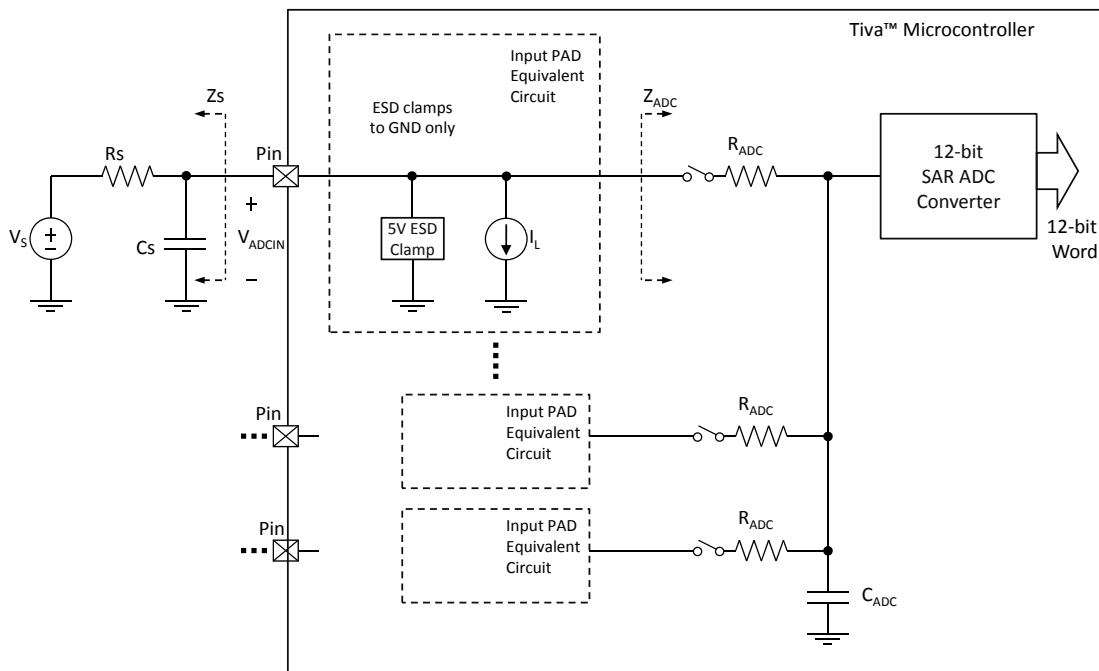 Tiva™ Microcontroller
Input PAD
Equivalent
Circuit
ESD clamps
to GND only
Zs
Z_ADC
Rs
Pin
R_ADC
12-bit
SAR ADC
Converter
V_S
+
−
Cs
+
V_ADCIN
−
5V ESD
Clamp
I_L
12-bit
Word
Pin
Input PAD
Equivalent
Circuit
R_ADC
Pin
Input PAD
Equivalent
Circuit
R_ADC
C_ADC